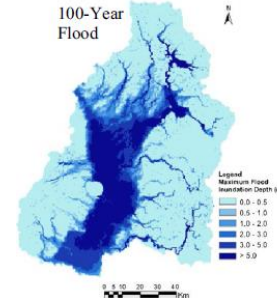 100-Year
Flood
N
Legend
Maximum Flood
Inundation Depth (
0.0 - 0.5
0.5 - 1.0
1.0 - 2.0
2.0 - 3.0
3.0 - 5.0
> 5.0
0 5 10 20 30 40
Km